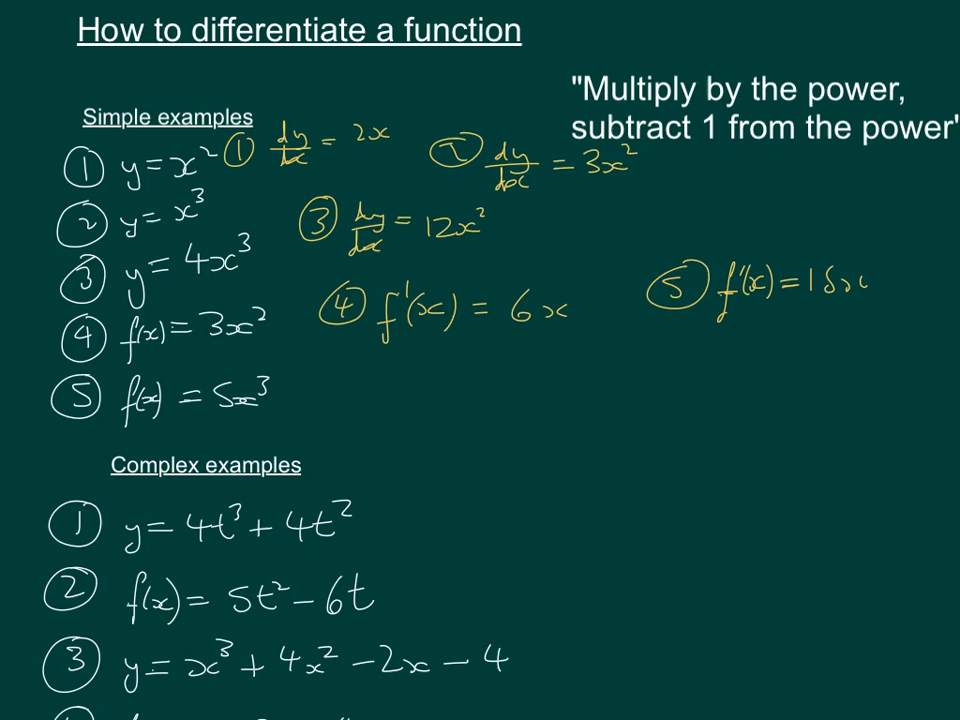 How to differentiate a function
"Multiply by the power,
subtract 1 from the power"
Simple examples
① y = x² ① dy/dx = 2x ② dy/dx = 3x²
② y = x³ ③ dy/dx = 12x²
③ y = 4x³
④ f(x) = 3x² ④ f'(x) = 6x ⑤ f'(x) = 15x
⑤ f(x) = 5x³
Complex examples
① y = 4t³ + 4t²
② f(x) = 5t² - 6t
③ y = x³ + 4x² - 2x - 4